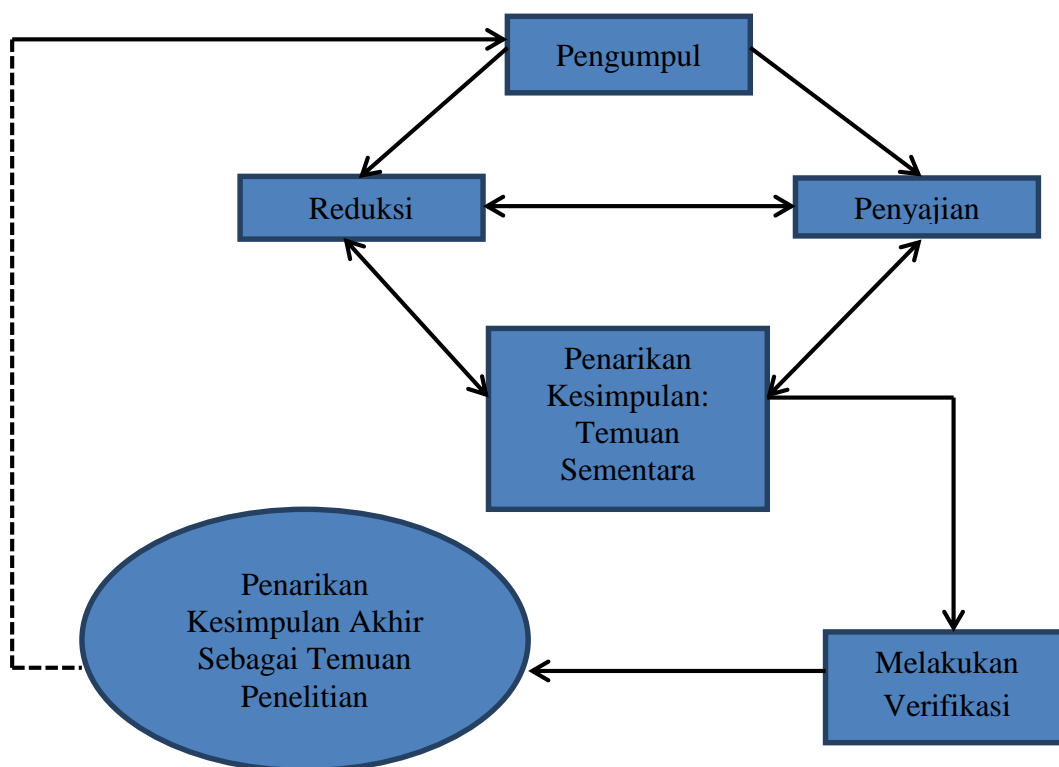 Pengumpul
Reduksi
Penyajian
Penarikan
Kesimpulan:
Temuan
Sementara
Penarikan
Kesimpulan Akhir
Sebagai Temuan
Penelitian
Melakukan
Verifikasi